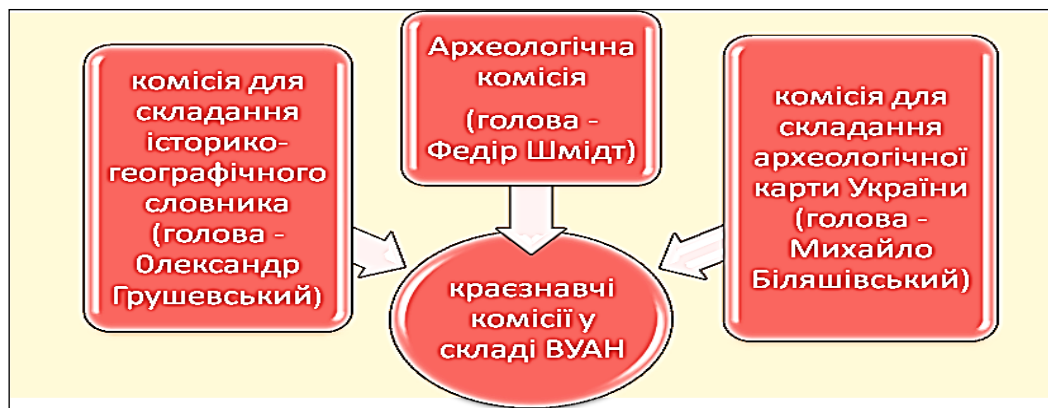 комісія для
складання
історико-
географічного
словника
(голова -
Олександр
Грушевський)
Археологічна
комісія
(голова -
Федір Шмідт)
комісія для
складання
археологічної
карти України
(голова -
Михайло
Біляшівський)
краєзнавчі
комісії у
складі ВУАН